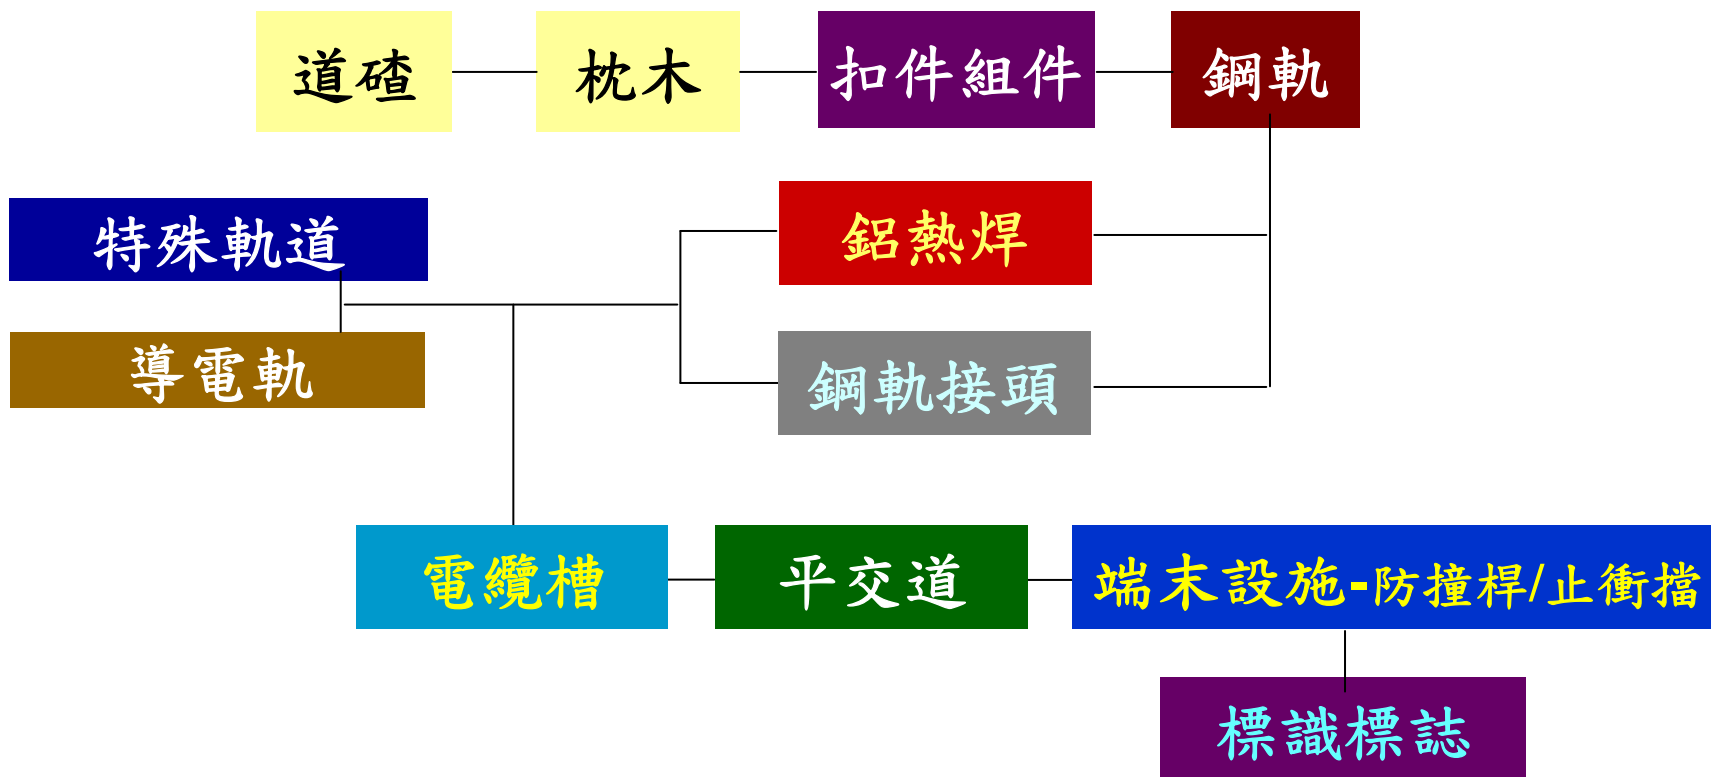 道碴
枕木
扣件組件
鋼軌
特殊軌道
鋁熱焊
導電軌
鋼軌接頭
電纜槽
平交道
端末設施-防撞桿/止衝擋
標識標誌